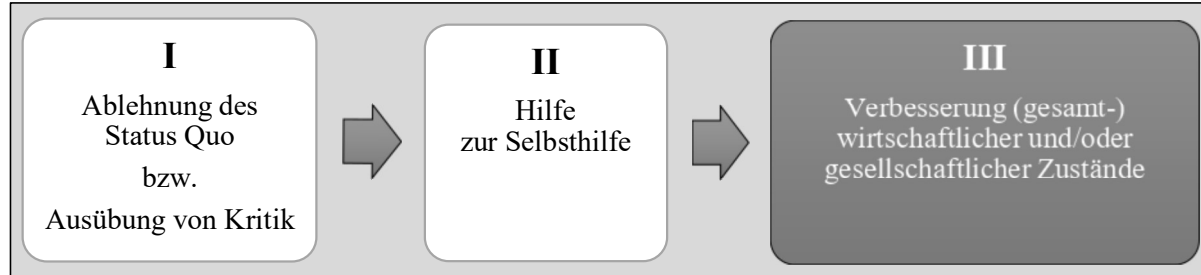 I
Ablehnung des
Status Quo
bzw.
Ausübung von Kritik
II
Hilfe
zur Selbsthilfe
III
Verbesserung (gesamt-)
wirtschaftlicher und/oder
gesellschaftlicher Zustände